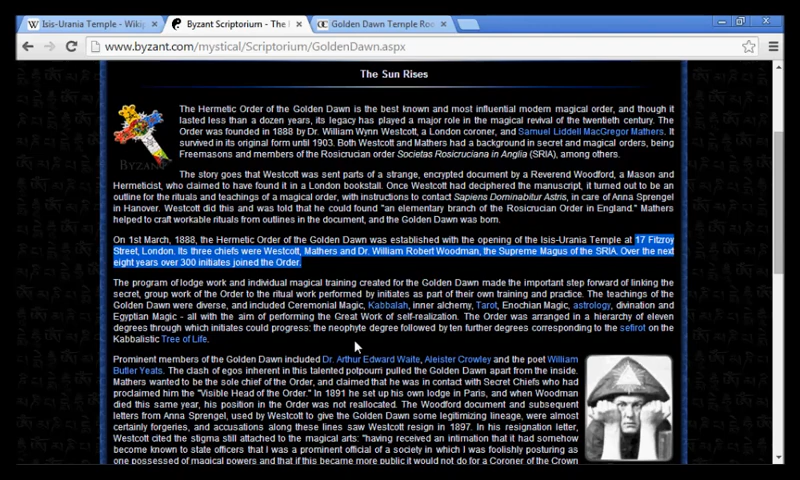 Isis-Urania Temple - Wikip
Byzant Scriptorium - The
Golden Dawn Temple Roo
www.byzant.com/mystical/Scriptorium/GoldenDawn.aspx
The Sun Rises
The Hermetic Order of the Golden Dawn is the best known and most influential modern magical order, and though it
lasted less than a dozen years, its legacy has played a major role in the magical revival of the twentieth century. The
Order was founded in 1888 by Dr. William Wynn Westcott, a London coroner, and Samuel Liddell MacGregor Mathers. It
survived in its original form until 1903. Both Westcott and Mathers had a background in secret and magical orders, being
Freemasons and members of the Rosicrucian order Societas Rosicruciana in Anglia (SRIA), among others.
BYZANT
The story goes that Westcott was sent parts of a strange, encrypted document by a Reverend Woodford, a Mason and
Hermeticist, who claimed to have found it in a London bookstall. Once Westcott had deciphered the manuscript, it turned out to be an
outline for the rituals and teachings of a magical order, with instructions to contact Sapiens Dominabitur Astris, in care of Anna Sprengel
in Hanover. Westcott did this and was told that he could found "an elementary branch of the Rosicrucian Order in England." Mathers
helped to craft workable rituals from outlines in the document, and the Golden Dawn was born.
On 1st March, 1888, the Hermetic Order of the Golden Dawn was established with the opening of the Isis-Urania Temple at 17 Fitzroy
Street, London. Its three chiefs were Westcott, Mathers and Dr. William Robert Woodman, the Supreme Magus of the SRIA. Over the next
eight years over 300 initiates joined the Order.
The program of lodge work and individual magical training created for the Golden Dawn made the important step forward of linking the
secret, group work of the Order to the ritual work performed by initiates as part of their own training and practice. The teachings of the
Golden Dawn were diverse, and included Ceremonial Magic, Kabbalah, inner alchemy, Tarot, Enochian Magic, astrology, divination and
Egyptian Magic - all with the aim of performing the Great Work of self-realization. The Order was arranged in a hierarchy of eleven
degrees through which initiates could progress: the neophyte degree followed by ten further degrees corresponding to the sefirot on the
Kabbalistic Tree of Life.
Prominent members of the Golden Dawn included Dr. Arthur Edward Waite, Aleister Crowley and the poet William
Butler Yeats. The clash of egos inherent in this talented potpourri pulled the Golden Dawn apart from the inside.
Mathers wanted to be the sole chief of the Order, and claimed that he was in contact with Secret Chiefs who had
proclaimed him the "Visible Head of the Order." In 1891 he set up his own lodge in Paris, and when Woodman
died this same year, his position in the Order was not reallocated. The Woodford document and subsequent
letters from Anna Sprengel, used by Westcott to give the Golden Dawn some legitimizing lineage, were almost
certainly forgeries, and accusations along these lines saw Westcott resign in 1897. In his resignation letter,
Westcott cited the stigma still attached to the magical arts: "having received an intimation that it had somehow
become known to state officers that I was a prominent official of a society in which I was foolishly posturing as
one possessed of magical powers and that if this became more public it would not do for a Coroner of the Crown